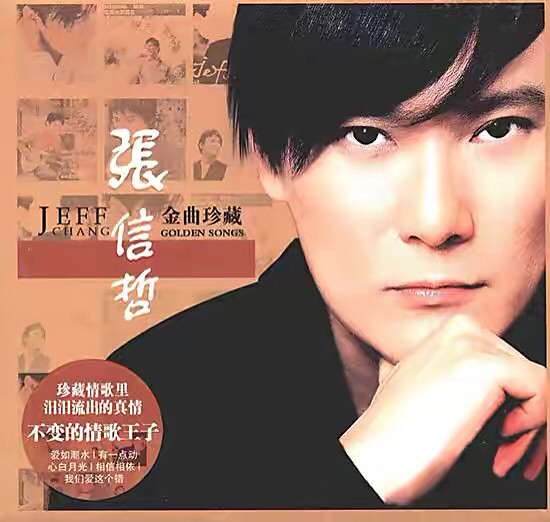 張信哲
JEFF
CHANG
金曲珍藏
GOLDEN SONGS
珍藏情歌里
汩汩流出的真情
不变的情歌王子
爱如潮水|有一点动
心白月光|相信相依|
我们爱这个错